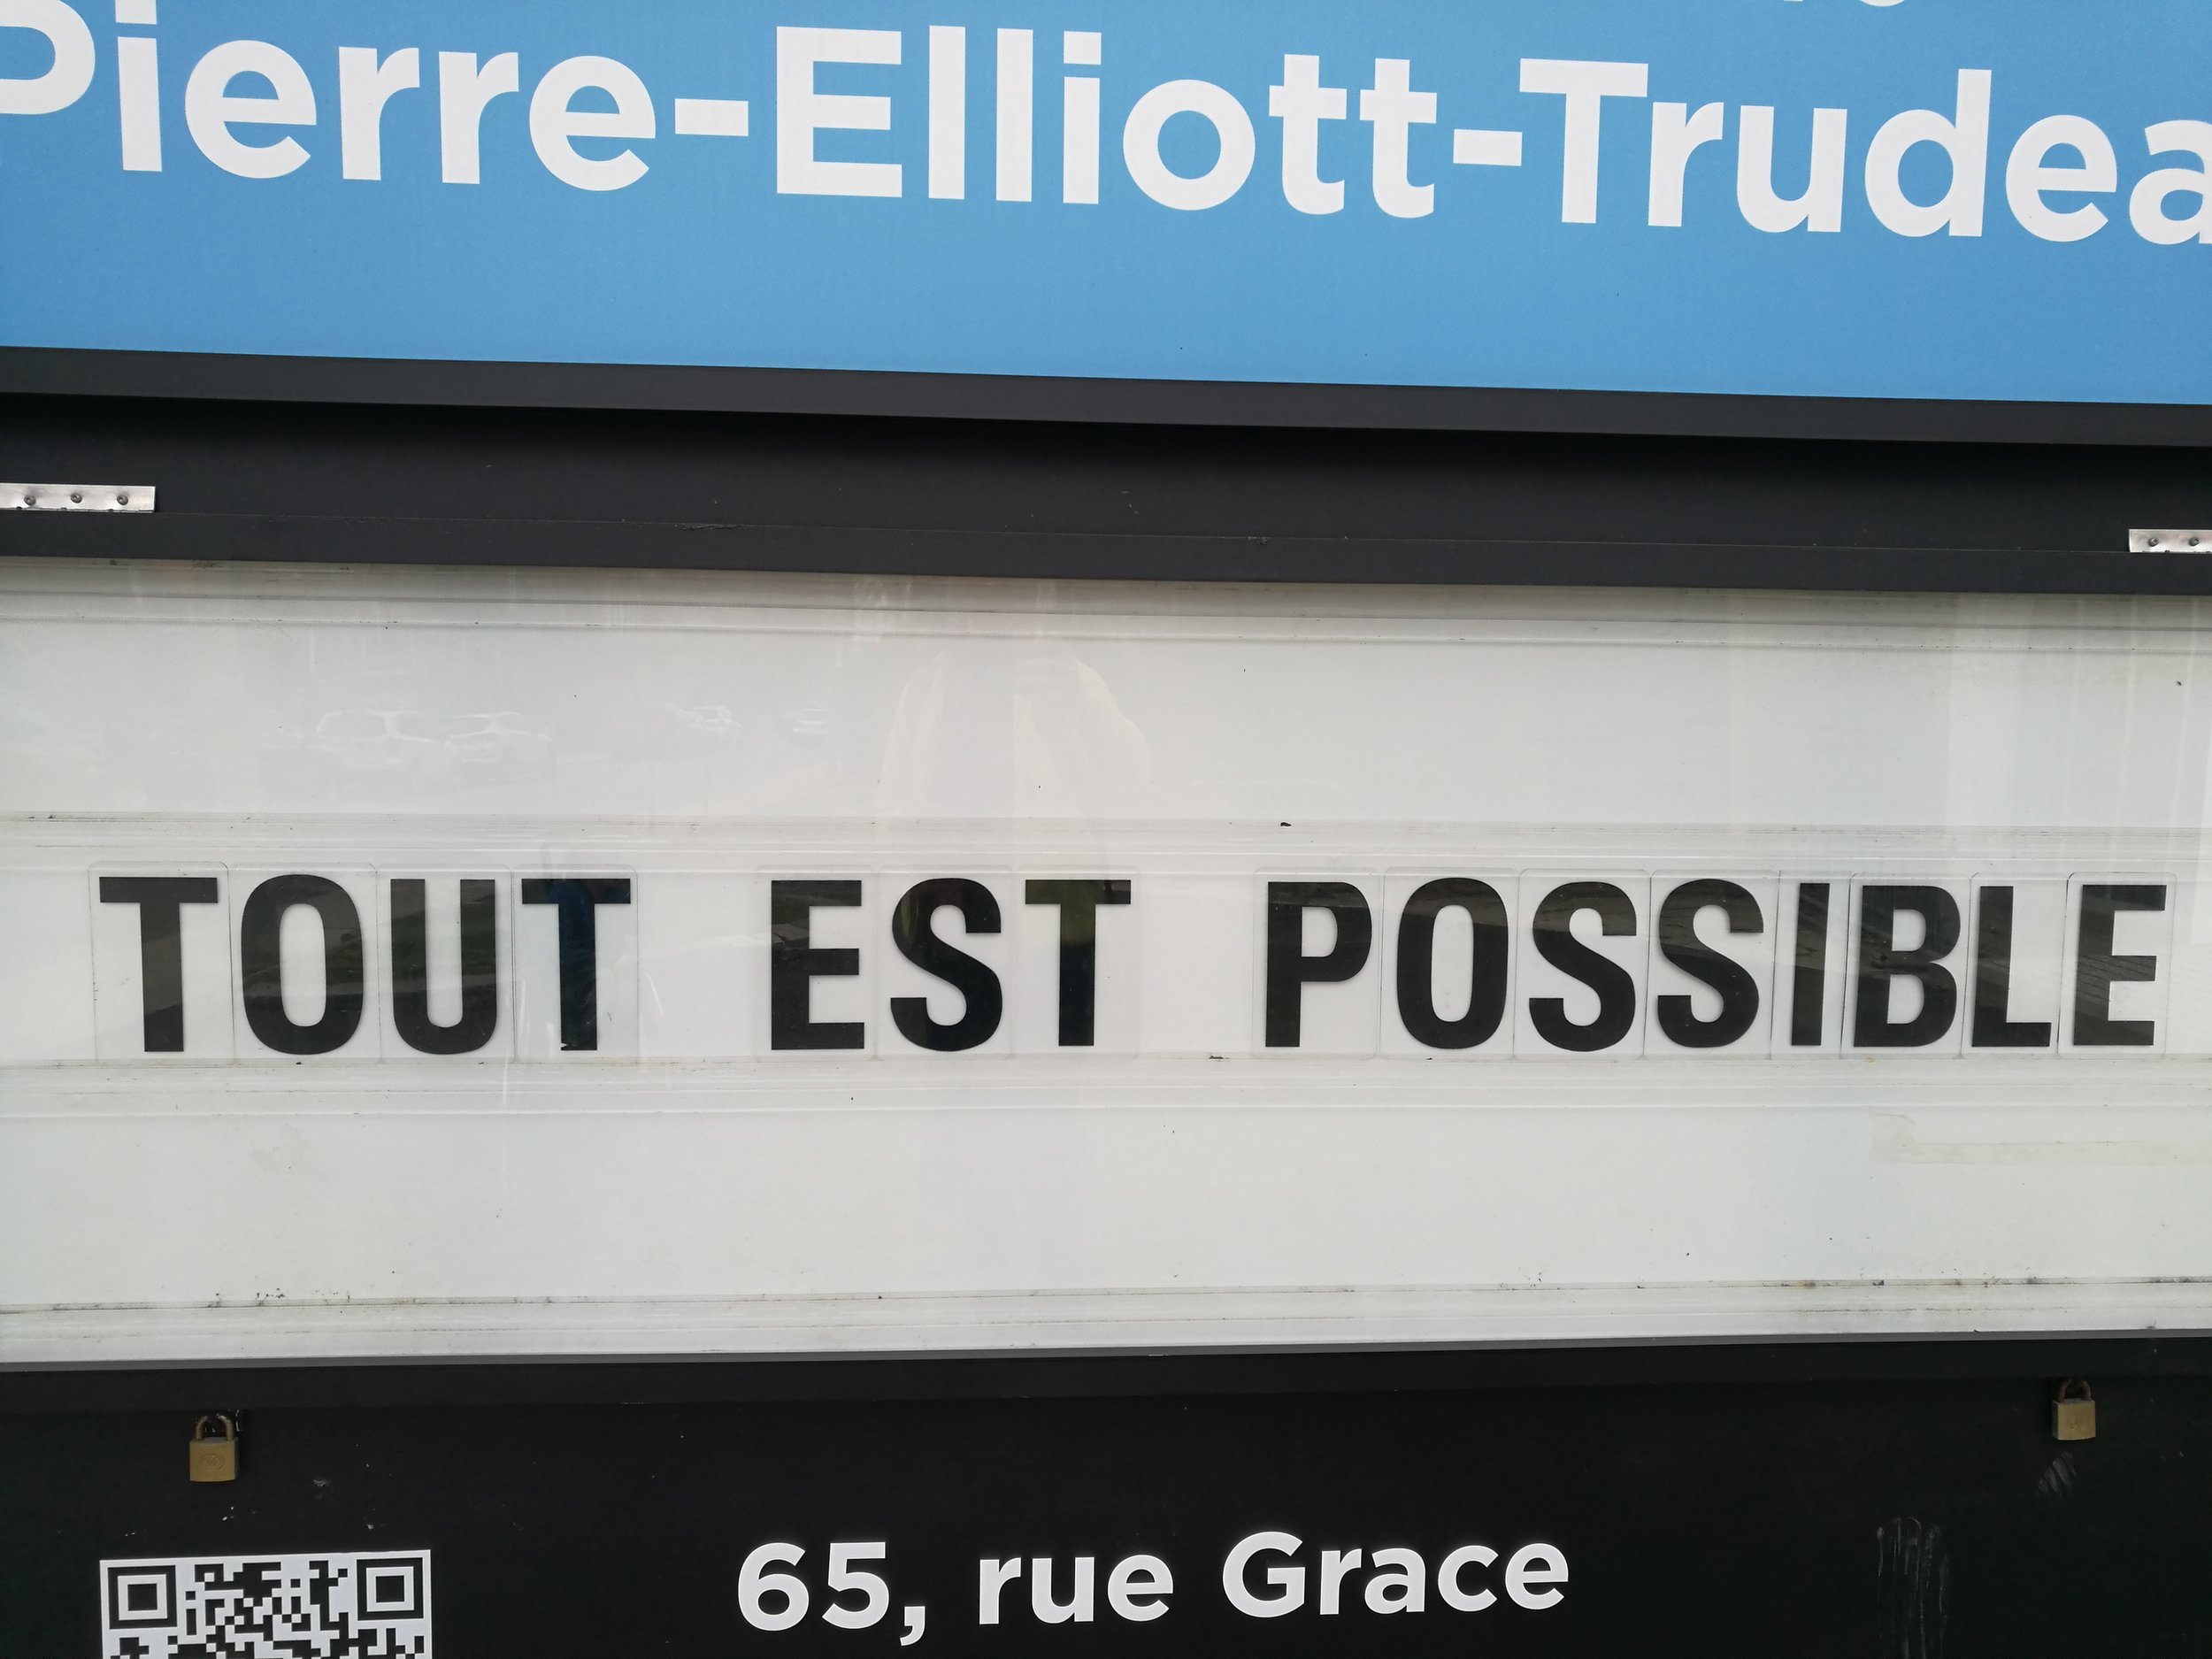 Pierre-Elliott-Trudea
TOUT EST POSSIBLE
65, rue Grace